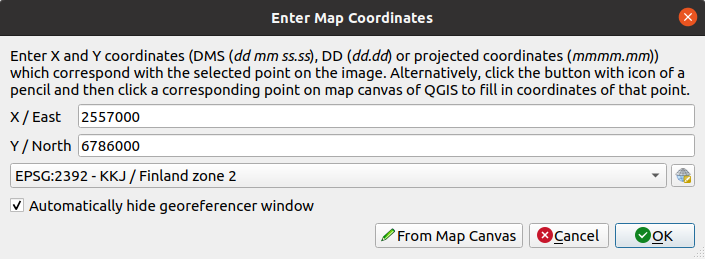 Enter Map Coordinates
Enter X and Y coordinates (DMS (dd mm ss.ss), DD (dd.dd) or projected coordinates (mmmm.mm))
which correspond with the selected point on the image. Alternatively, click the button with icon of a
pencil and then click a corresponding point on map canvas of QGIS to fill in coordinates of that point.
X / East 2557000
Y / North 6786000
EPSG:2392 - KKJ / Finland zone 2
Automatically hide georeferencer window
From Map Canvas Cancel OK